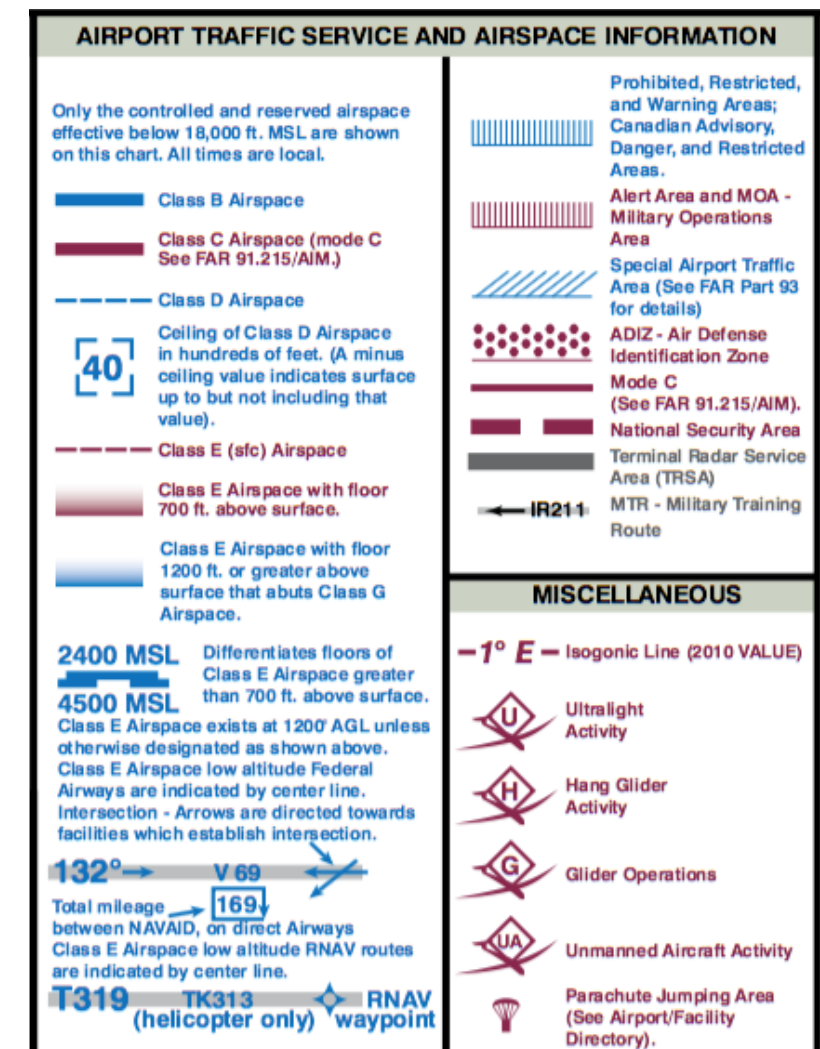 AIRPORT TRAFFIC SERVICE AND AIRSPACE INFORMATION
Only the controlled and reserved airspace
effective below 18,000 ft. MSL are shown
on this chart. All times are local.
Class B Airspace
Class C Airspace (mode C
See FAR 91.215/AIM.)
Class D Airspace
40
Ceiling of Class D Airspace
in hundreds of feet. (A minus
ceiling value indicates surface
up to but not including that
value).
Class E (sfc) Airspace
Class E Airspace with floor
700 ft. above surface.
Class E Airspace with floor
1200 ft. or greater above
surface that abuts Class G
Airspace.
2400 MSL
4500 MSL
Differentiates floors of
Class E Airspace greater
than 700 ft. above surface.
Class E Airspace exists at 1200' AGL unless
otherwise designated as shown above.
Class E Airspace low altitude Federal
Airways are indicated by center line.
Intersection - Arrows are directed towards
facilities which establish intersection.
132° V 69
Total mileage 169
between NAVAID, on direct Airways
Class E Airspace low altitude RNAV routes
are indicated by center line.
T319 TK313 RNAV
(helicopter only) waypoint
Prohibited, Restricted,
and Warning Areas;
Canadian Advisory,
Danger, and Restricted
Areas.
Alert Area and MOA -
Military Operations
Area
Special Airport Traffic
Area (See FAR Part 93
for details)
ADIZ - Air Defense
Identification Zone
Mode C
(See FAR 91.215/AIM).
National Security Area
Terminal Radar Service
Area (TRSA)
IR211
MTR - Military Training
Route
MISCELLANEOUS
1° E Isogonic Line (2010 VALUE)
U
Ultralight
Activity
H
Hang Glider
Activity
G
Glider Operations
UA
Unmanned Aircraft Activity
Parachute Jumping Area
(See Airport/Facility
Directory).